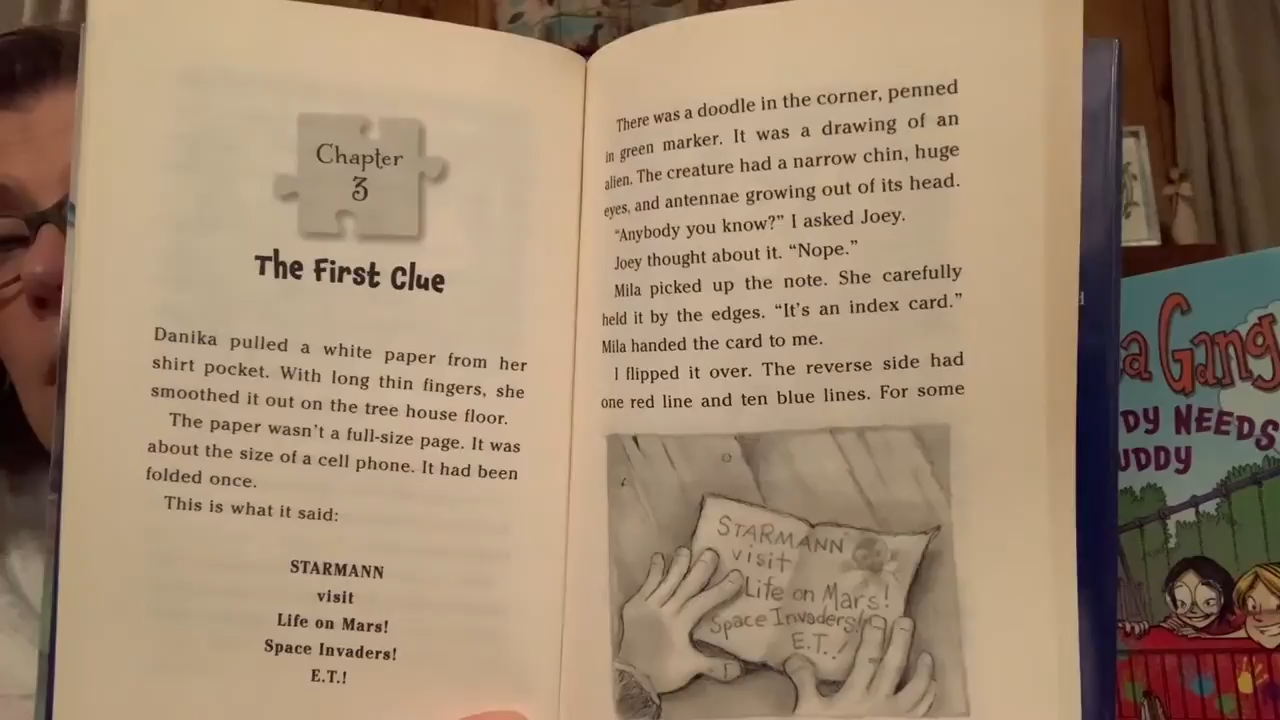 Chapter
3
The First Clue
Danika pulled a white paper from her
shirt pocket. With long thin fingers, she
smoothed it out on the tree house floor.
The paper wasn't a full-size page. It was
about the size of a cell phone. It had been
folded once.
This is what it said:
STARMANN
visit
Life on Mars!
Space Invaders!
E.T.!
There was a doodle in the corner, penned
in green marker. It was a drawing of an
alien. The creature had a narrow chin, huge
eyes, and antennae growing out of its head.
"Anybody you know?" I asked Joey.
Joey thought about it. "Nope."
Mila picked up the note. She carefully
held it by the edges. "It's an index card."
Mila handed the card to me.
I flipped it over. The reverse side had
one red line and ten blue lines. For some
STARMANN
visit
Life on Mars!
Space Invaders!
E.T.!
a Gang
DY NEEDS
UDDY